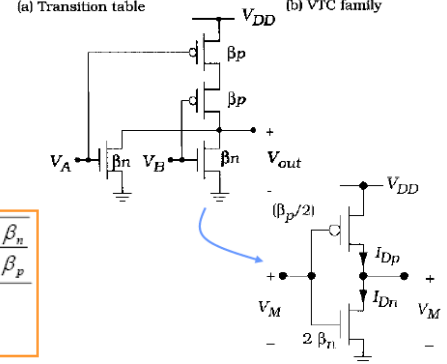 (a) Transition table (b) VTC family
V_DD
βp
βp
V_A βn V_B βn + V_out -
V_DD
(β_p/2)
I_Dp
I_Dn
+ V_M -
+ V_M -
2 β_n
β_n
β_p